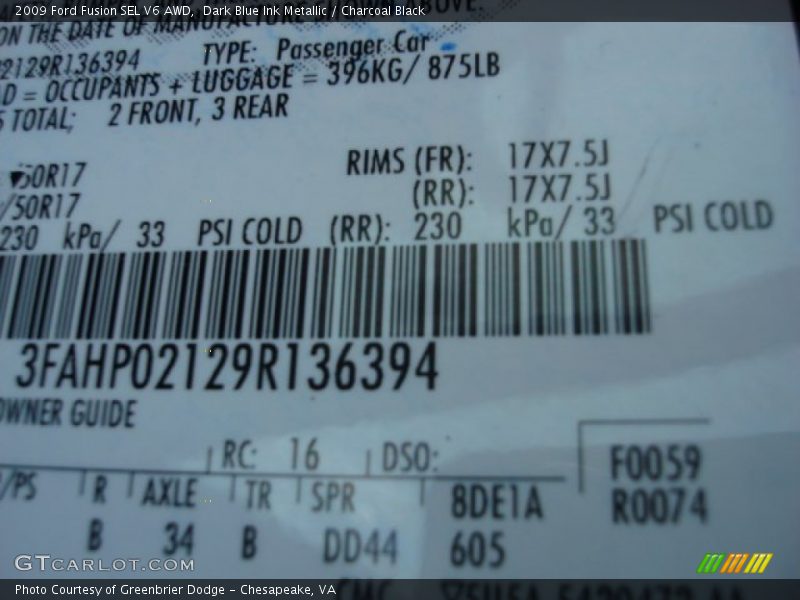 2009 Ford Fusion SEL V6 AWD, Dark Blue Ink Metallic / Charcoal Black
ON THE DATE OF
02129R136394 TYPE: Passenger Car
D = OCCUPANTS + LUGGAGE = 396KG/ 875LB
5 TOTAL; 2 FRONT, 3 REAR
50R17 RIMS (FR): 17X7.5J
/50R17 (RR): 17X7.5J
230 kPa/ 33 PSI COLD (RR): 230 kPa/ 33 PSI COLD
3FAHP02129R136394
OWNER GUIDE
RC: 16 DSO: F0059
/PS R AXLE TR SPR 8DE1A R0074
B 34 B DD44 605
GTCARLOT.COM
Photo Courtesy of Greenbrier Dodge - Chesapeake, VA